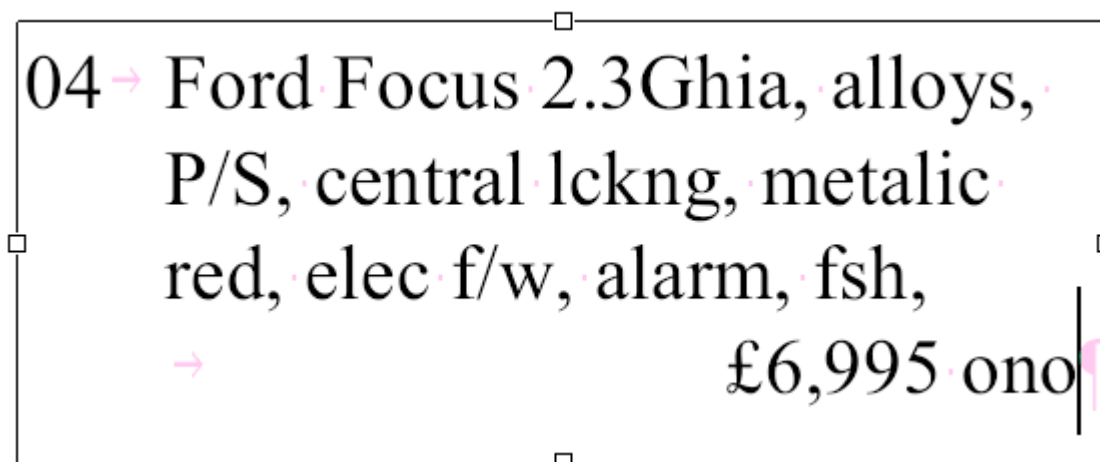 04 Ford Focus 2.3Ghia, alloys,
P/S, central lckng, metalic
red, elec f/w, alarm, fsh,
£6,995 ono